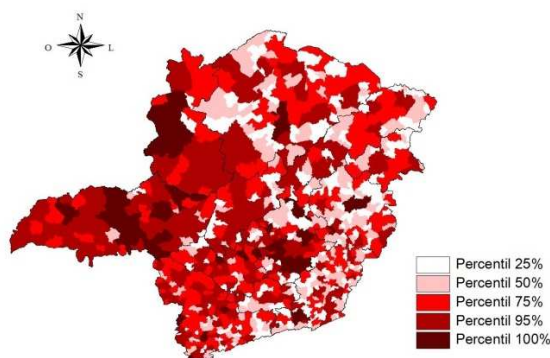 N
O
L
S
Percentil 25%
Percentil 50%
Percentil 75%
Percentil 95%
Percentil 100%